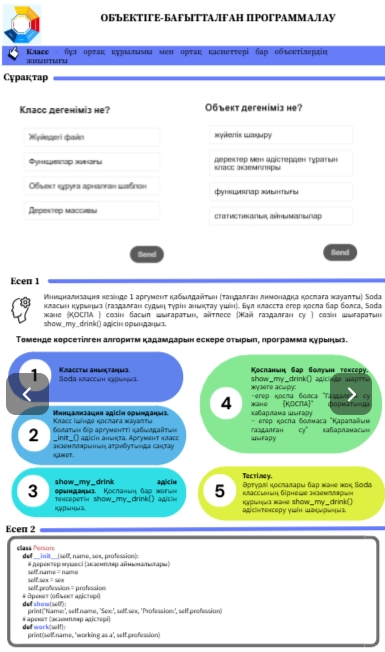 ОБЪЕКТІГЕ-БАҒЫТТАЛҒАН ПРОГРАММАЛАУ
Класс бұл ортақ құрылымы мен ортақ қасиеттері бар объектілердің
жиынтығы
Сұрақтар
Класс дегеніміз не?
Жүйедегі файл
Функциялар жинағы
Объект құруға арналған шаблон
Деректер массивы
Send
Объект дегеніміз не?
жүйелік шақыру
деректер мен әдістерден тұратын
класс экземпляры
функциялар жиынтығы
статистикалық айнымалылар
Send
Есеп 1
Инициализация кезінде 1 аргумент қабылдайтын (таңдалған лимонадқа қоспаға жауапты) Soda
класын құрыңыз (газдалған судың түрін анықтау үшін). Бұл класста егер қоспа бар болса, Soda
және {ҚОСПА } сөзін басып шығаратын, әйтпесе (Жай газдалған су ) сөзін шығаратын
show_my_drink() әдісін орындаңыз.
Төменде көрсетілген алгоритм қадамдарын ескере отырып, программа құрыңыз.
1
Классты анықтаңыз.
Soda классын құрыңыз.
2
Инициализация әдісін орындаңыз.
Класс ішінде қоспаға жауапты
болатын бір аргументті қабылдайтын
_init_() әдісін анықта. Аргумент класс
экземплярының атрибутында сақтау
қажет.
3
show_my_drink әдісін
орындаңыз. Қоспаның бар жоғын
тексеретін show_my_drink() әдісін
құрыңыз.
4
Қоспаның бар болуын тексеру.
show_my_drink() әдісінде шартты
жүзеге асыру:
-егер қоспа болса "Газдалған су
және {ҚОСПА}" форматында
хабарлама шығару
- егер қоспа болмаса "Қарапайым
газдалған су" хабарламасын
шығару
5
Тестілеу.
Әртүрлі қоспалары бар және жоқ Soda
классының бірнеше экземплярын
құрыңыз және show_my_drink()
әдісінтексеру үшін шақырыңыз.
Есеп 2
class Person:
def __init__(self, name, sex, profession):
# деректер мүшесі (экземпляр айнымалылары)
self.name = name
self.sex = sex
self.profession = profession
# Әрекет (объект әдістері)
def show(self):
print('Name:', self.name, 'Sex:', self.sex, 'Profession:', self.profession)
# әрекет (экземпляр әдістері)
def work(self):
print(self.name, 'working as a', self.profession)